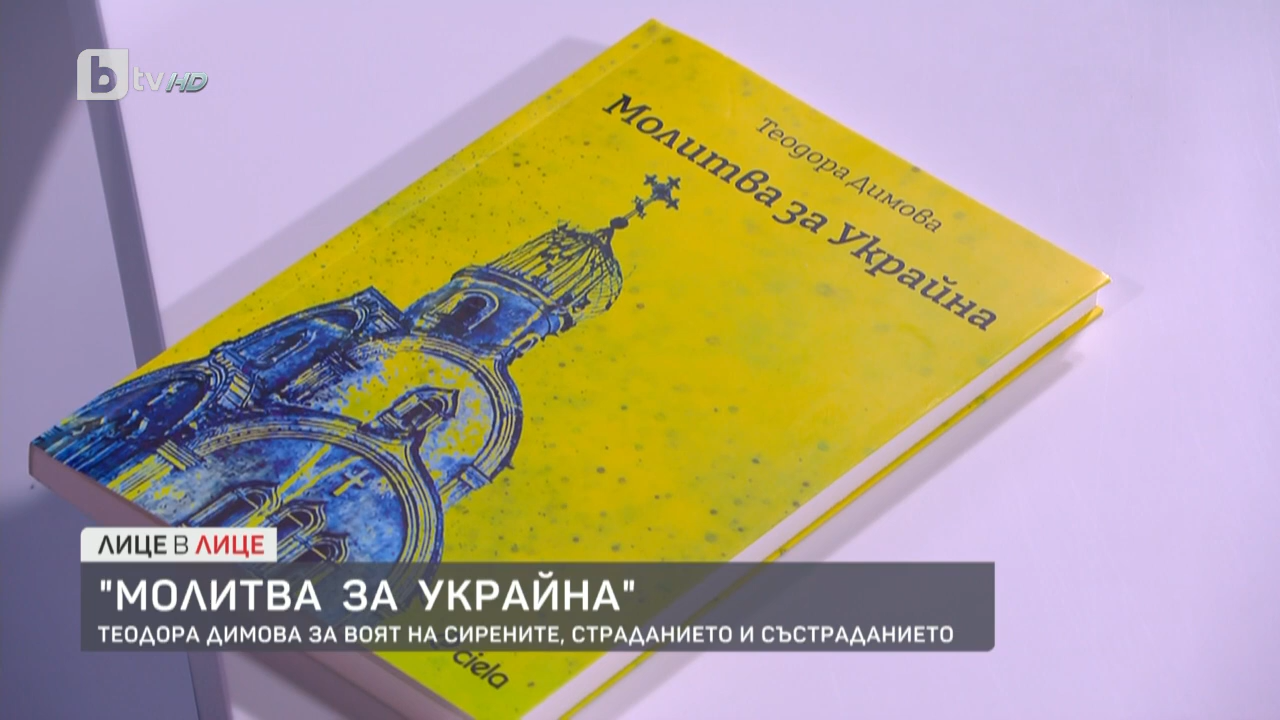 btv HD
Теодора Димова
Молитва за Украйна
ciela
ЛИЦЕ В ЛИЦЕ
"МОЛИТВА ЗА УКРАЙНА"
ТЕОДОРА ДИМОВА ЗА ВОЯТ НА СИРЕНИТЕ, СТРАДАНИЕТО И СЪСТРАДАНИЕТО